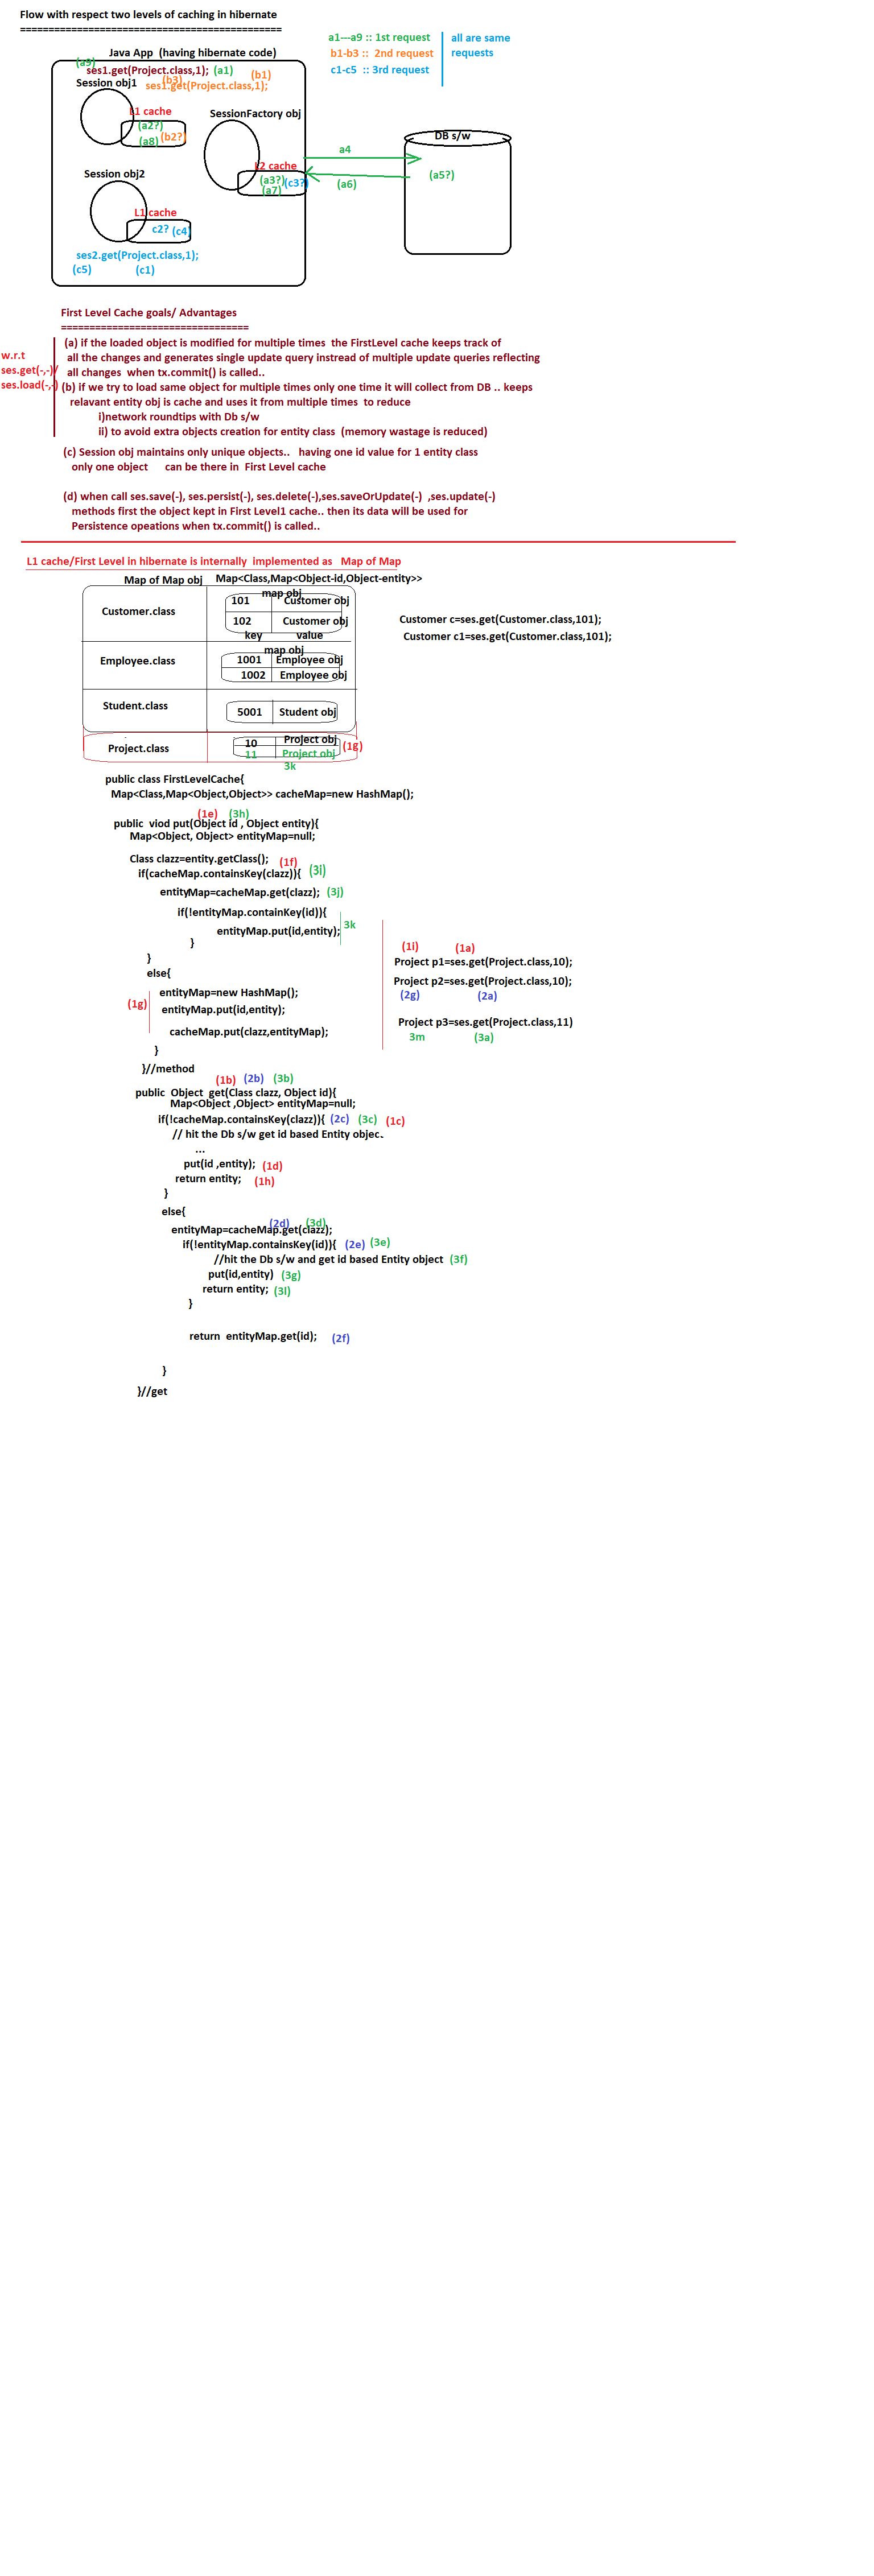 Flow with respect two levels of caching in hibernate
==============================================
a1---a9 :: 1st request
all are same
b1-b3 ::  2nd request
requests
c1-c5  :: 3rd request
Java App  (having hibernate code)
(a9)
ses1.get(Project.class,1); (a1)
(b1)
(b3)
Session obj1
ses1.get(Project.class,1);
L1 cache
SessionFactory obj
(a2?)
(a8) (b2?)
DB s/w
a4
L2 cache
(a5?)
(a3?)(c3?)
(a6)
(a7)
Session obj2
L1 cache
c2? (c4)
ses2.get(Project.class,1);
(c5)
(c1)
First Level Cache goals/ Advantages
=================================
w.r.t
ses.get(-,-)/
ses.load(-,-)
(a) if the loaded object is modified for multiple times  the FirstLevel cache keeps track of
all the changes and generates single update query instread of multiple update queries reflecting
all changes  when tx.commit() is called..
(b) if we try to load same object for multiple times only one time it will collect from DB .. keeps
relavant entity obj is cache and uses it from multiple times  to reduce
i)network roundtips with Db s/w
ii) to avoid extra objects creation for entity class  (memory wastage is reduced)
(c) Session obj maintains only unique objects..   having one id value for 1 entity class
only one object      can be there in  First Level cache
(d) when call ses.save(-), ses.persist(-), ses.delete(-),ses.saveOrUpdate(-)  ,ses.update(-)
methods first the object kept in First Level1 cache.. then its data will be used for
Persistence opeations when tx.commit() is called..
L1 cache/First Level in hibernate is internally  implemented as   Map of Map
Map of Map obj
Map<Class,Map<Object-id,Object-entity>>
map obj
Customer.class
101
Customer obj
102
Customer obj
key
value
Customer c=ses.get(Customer.class,101);
Customer c1=ses.get(Customer.class,101);
map obj
Employee.class
1001
Employee obj
1002
Employee obj
Student.class
5001
Student obj
Project.class
10
Project obj
(1g)
11
Project obj
3k
public class FirstLevelCache{
Map<Class,Map<Object,Object>> cacheMap=new HashMap();
(1e)
(3h)
public  viod put(Object id , Object entity){
Map<Object, Object> entityMap=null;
Class clazz=entity.getClass();
(1f)
if(cacheMap.containsKey(clazz)){
(3i)
entityMap=cacheMap.get(clazz);
(3j)
if(!entityMap.containKey(id)){
entityMap.put(id,entity);
3k
}
}
else{
entityMap=new HashMap();
(1g)
entityMap.put(id,entity);
cacheMap.put(clazz,entityMap);
}
}//method
(1i)
(1a)
Project p1=ses.get(Project.class,10);
Project p2=ses.get(Project.class,10);
(2g)
(2a)
Project p3=ses.get(Project.class,11)
3m
(3a)
(1b)
(2b)
(3b)
public  Object  get(Class clazz, Object id){
Map<Object ,Object> entityMap=null;
if(!cacheMap.containsKey(clazz)){
(2c)
(3c)
(1c)
// hit the Db s/w get id based Entity objec.
...
put(id ,entity);
(1d)
return entity;
(1h)
}
else{
(2d)
(3d)
entityMap=cacheMap.get(clazz);
if(!entityMap.containsKey(id)){
(2e)
(3e)
//hit the Db s/w and get id based Entity object
(3f)
put(id,entity)
(3g)
return entity;
(3l)
}
return  entityMap.get(id);
(2f)
}
}//get